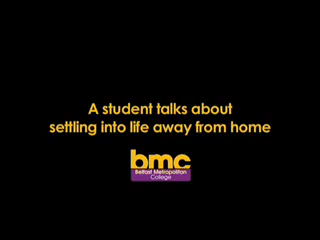 A student talks about
settling into life away from home
bmc
Belfast Metropolitan
College